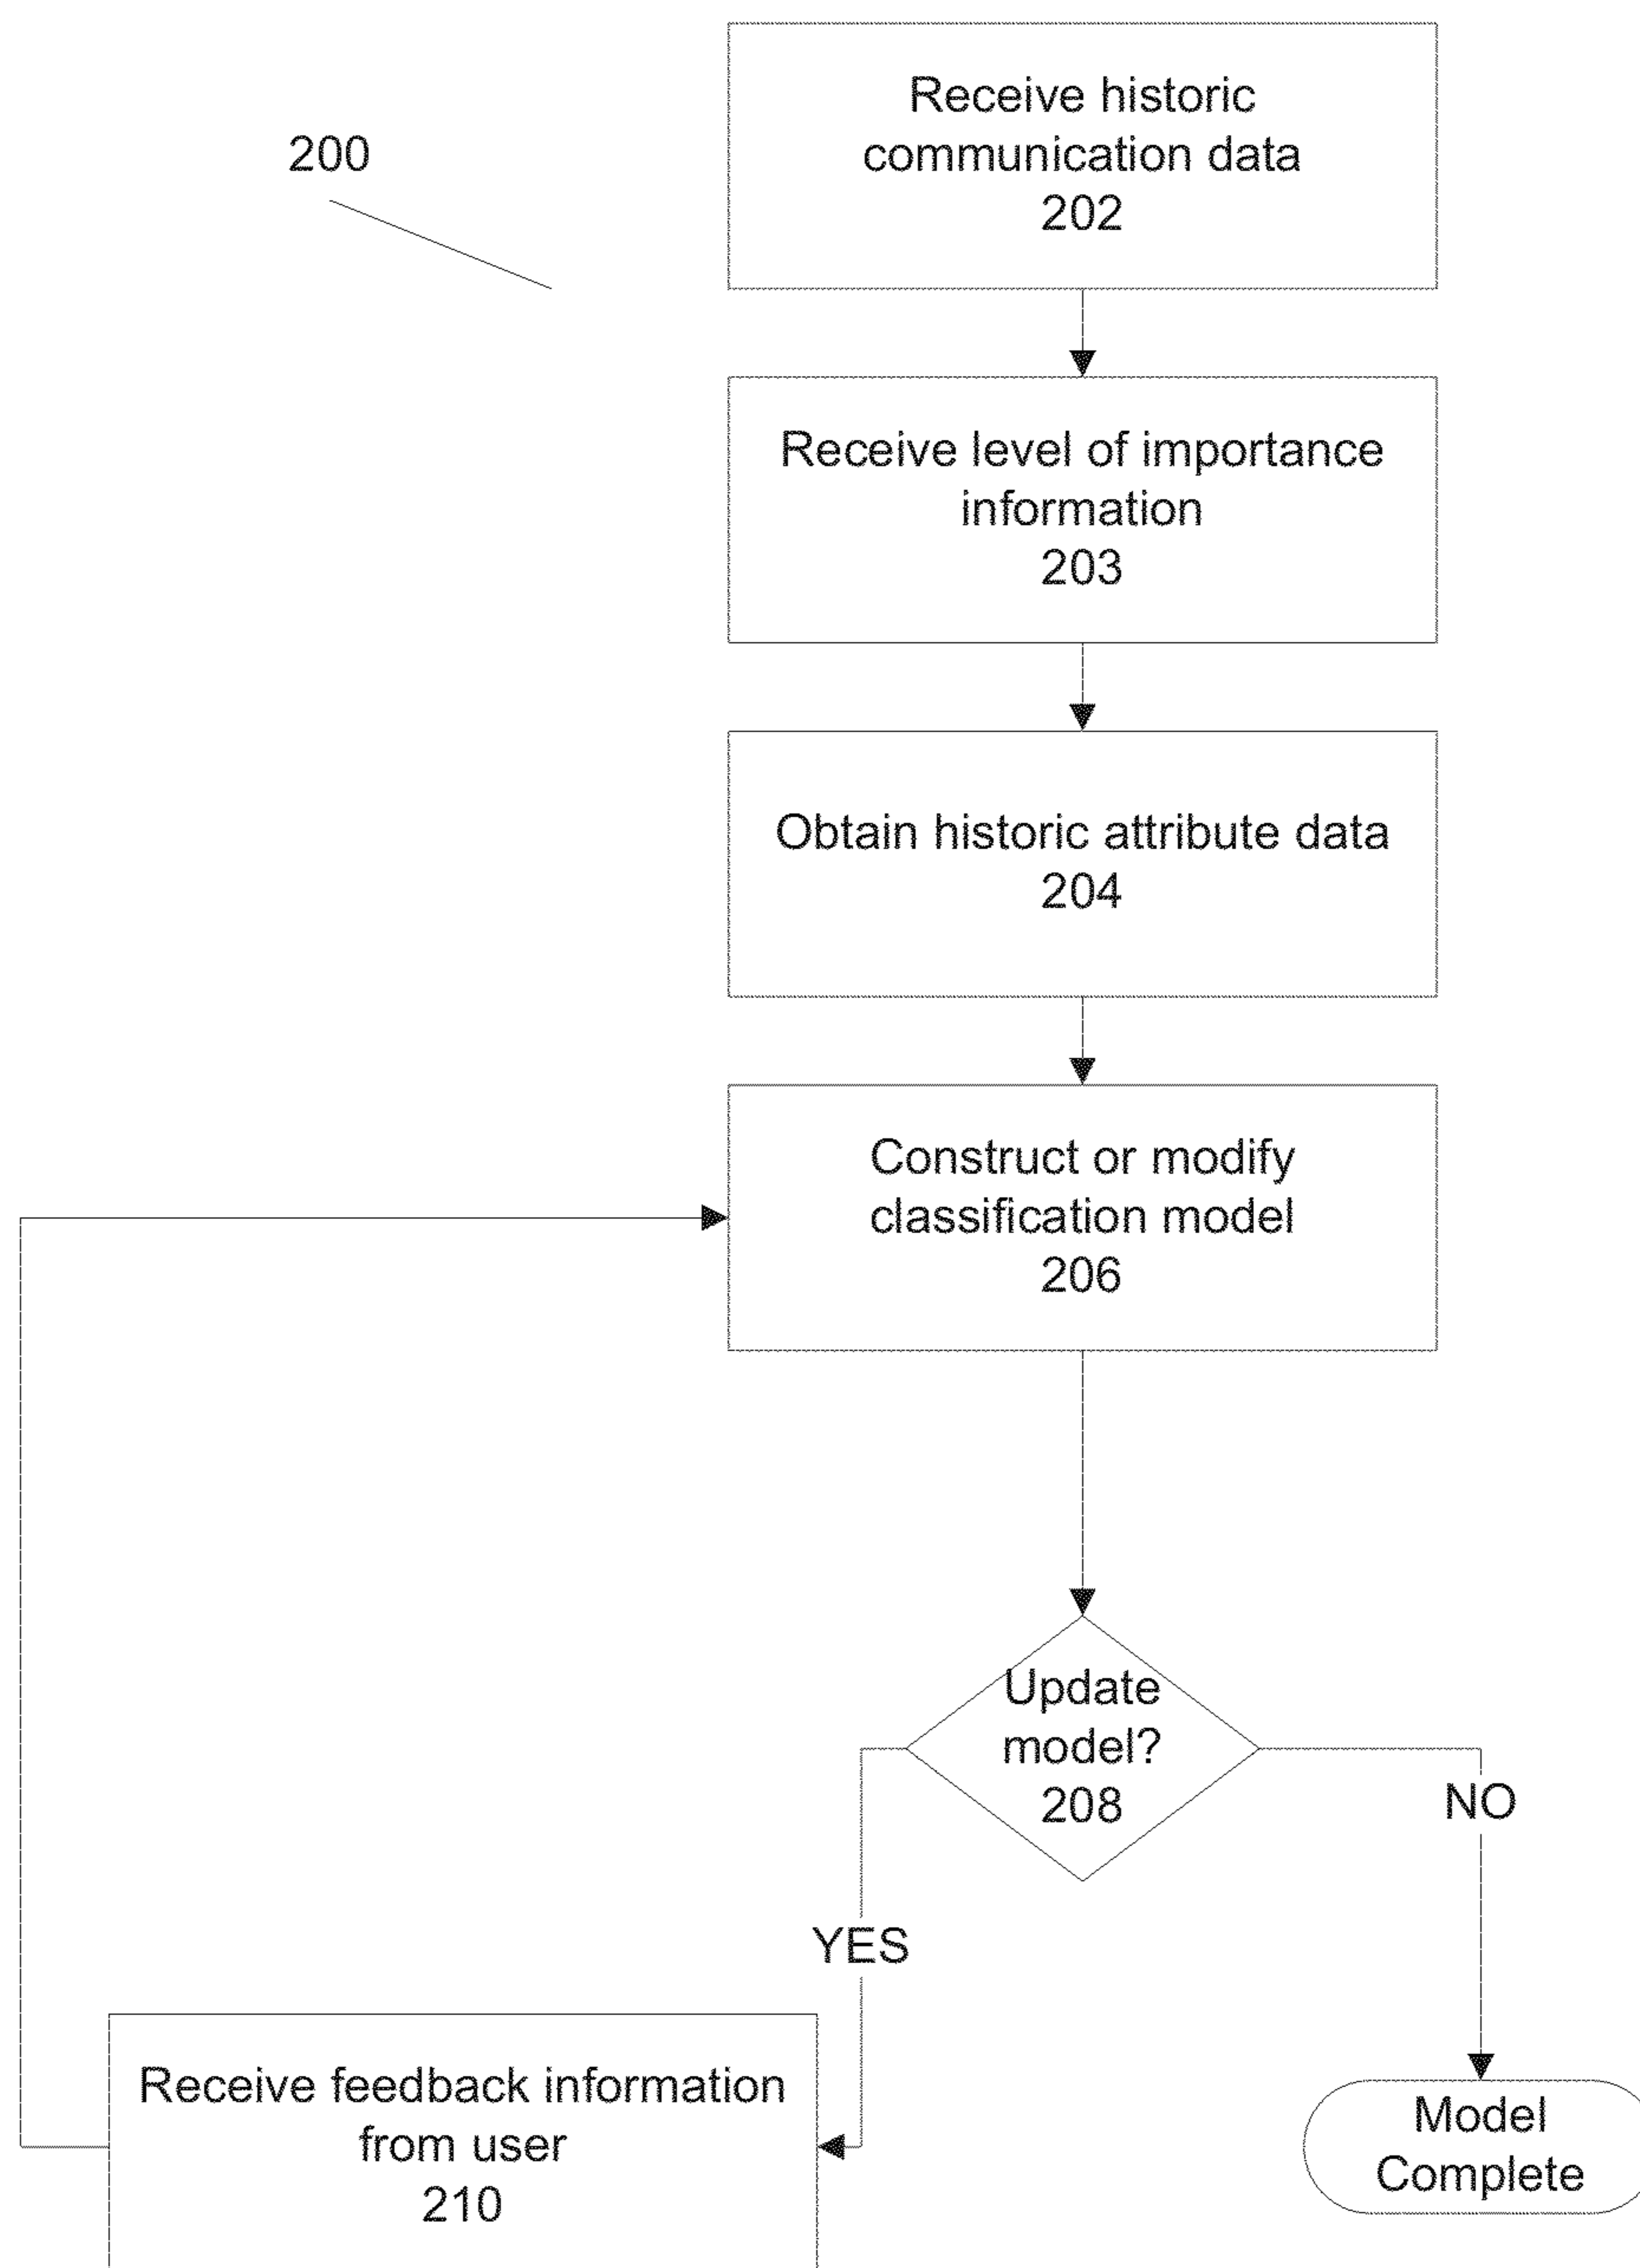 200
Receive historic
communication data
202
Receive level of importance
information
203
Obtain historic attribute data
204
Construct or modify
classification model
206
Update
model?
208
NO
YES
Receive feedback information
from user
210
Model
Complete